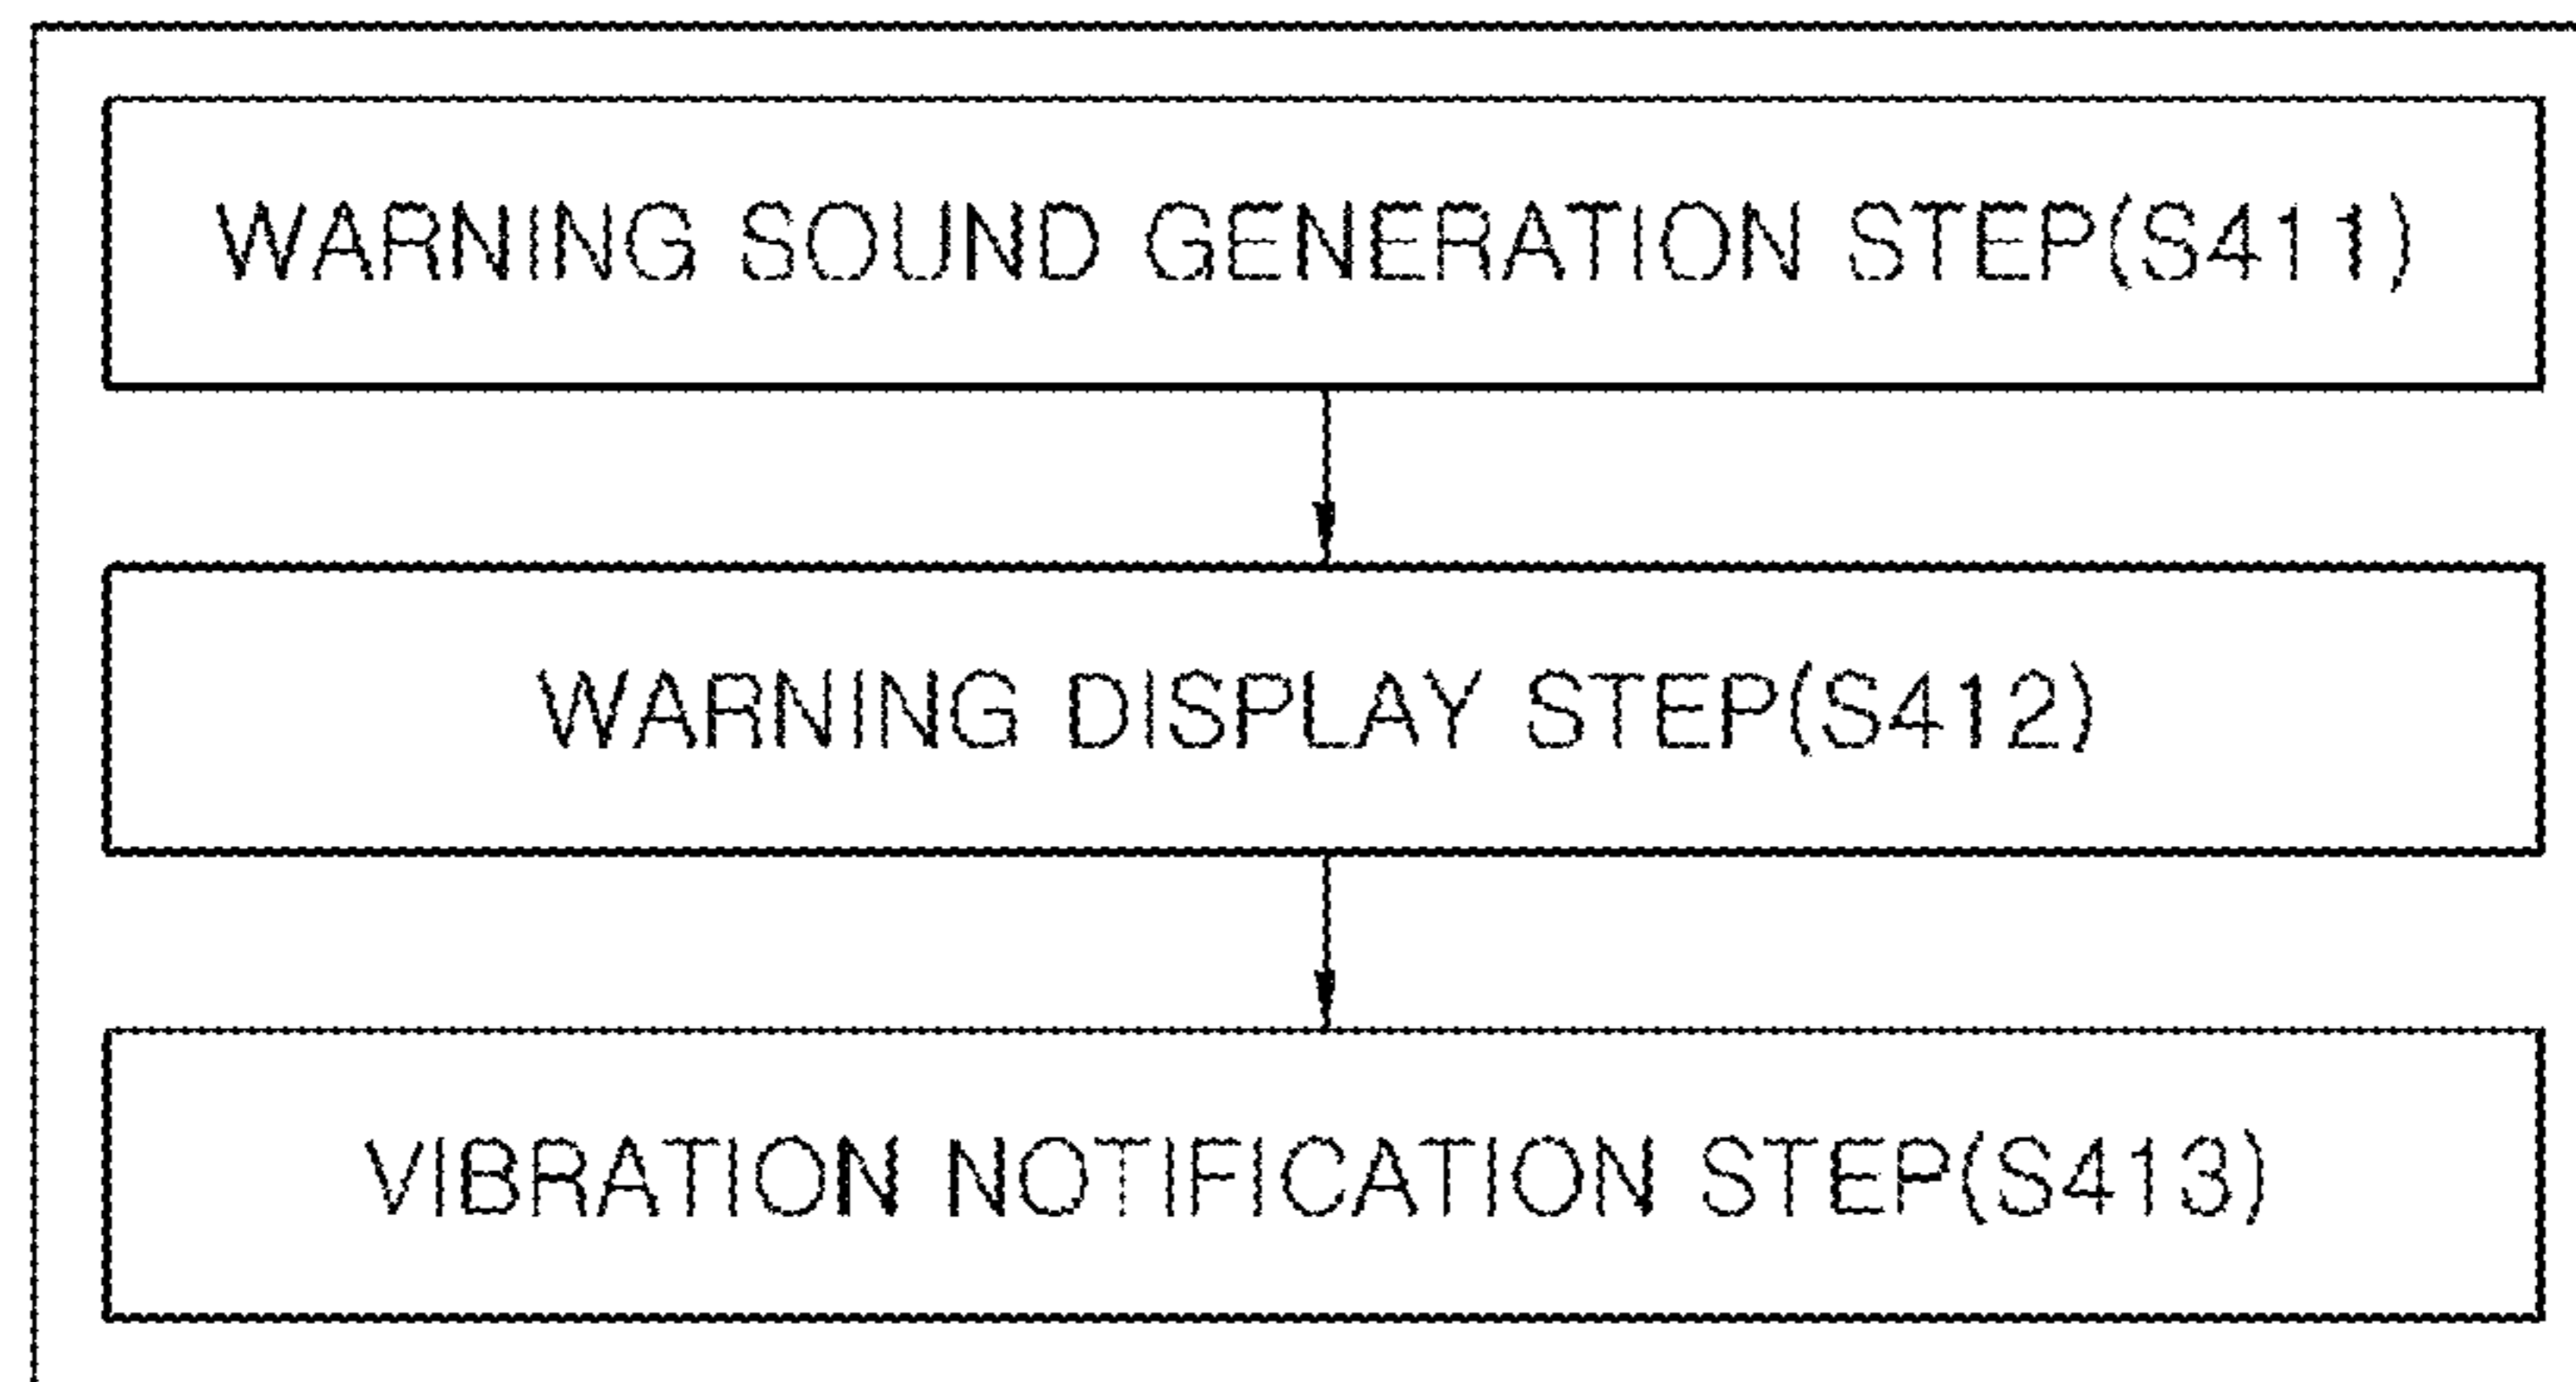 WARNING SOUND GENERATION STEP(S411)
WARNING DISPLAY STEP(S412)
VIBRATION NOTIFICATION STEP(S413)